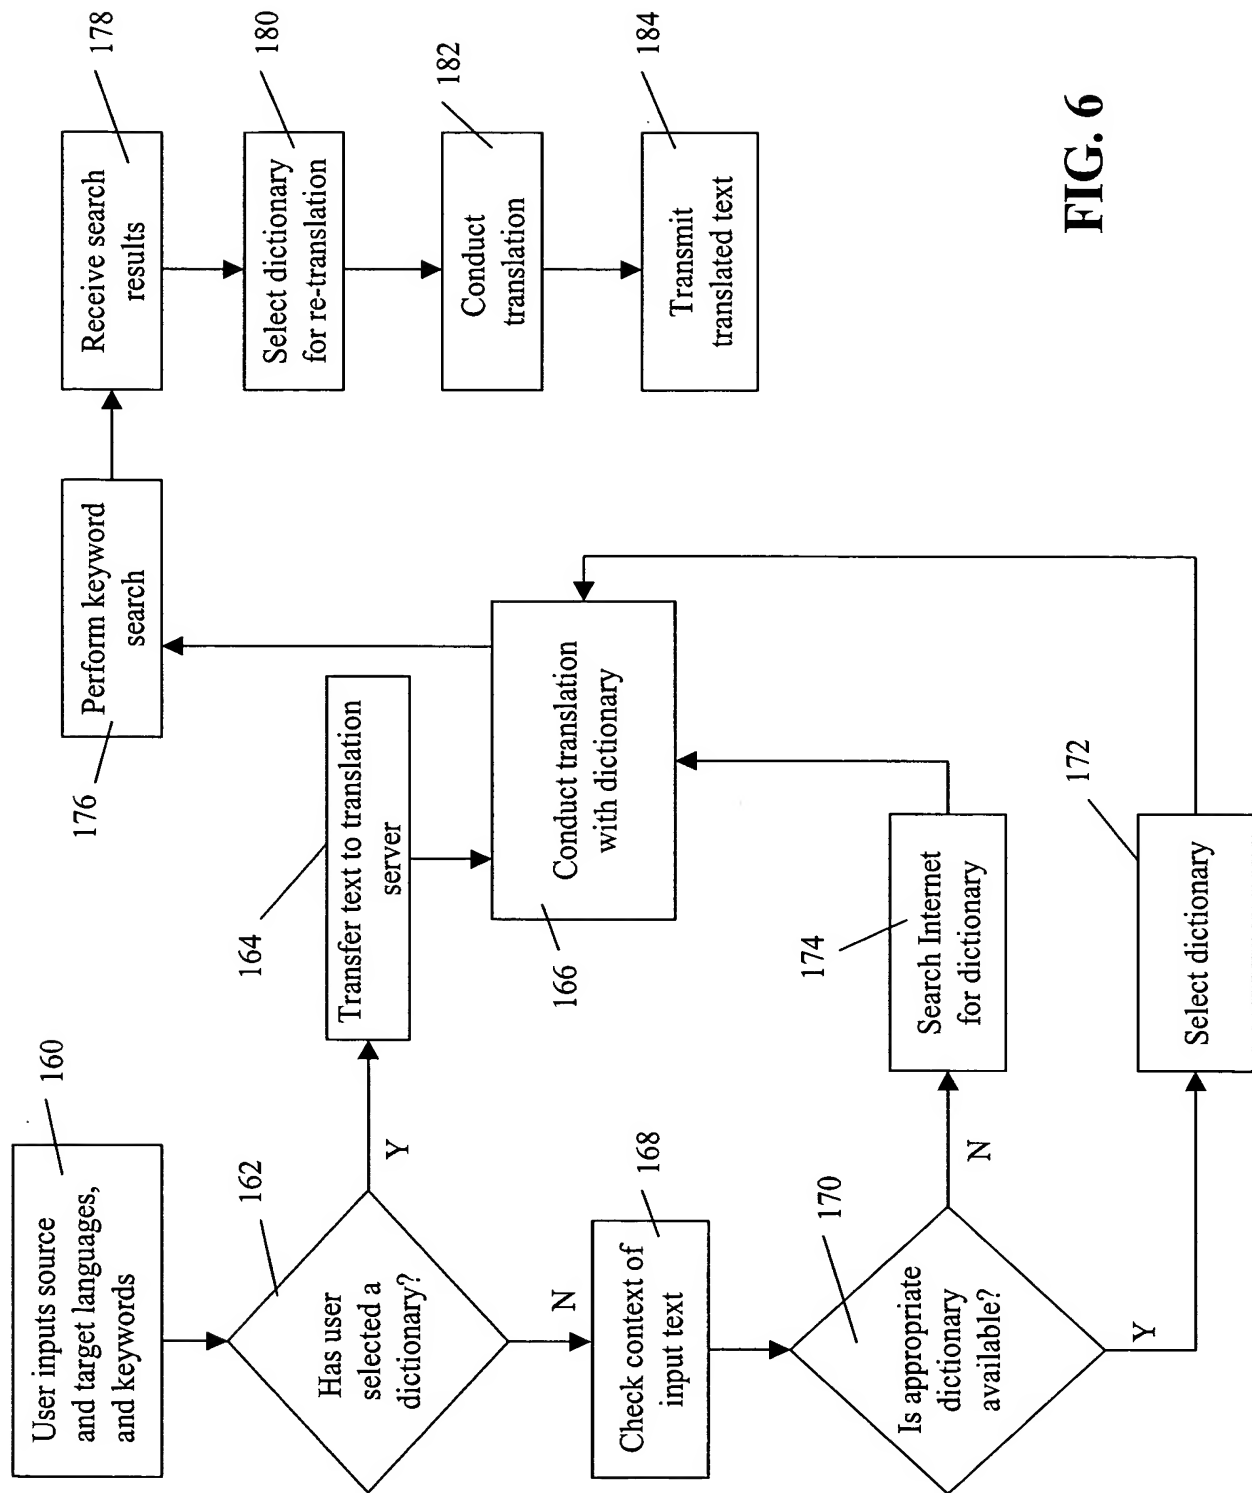 User inputs source
and target languages,
and keywords
160
Has user
selected a
dictionary?
162
Y
N
Transfer text to translation
server
164
Conduct translation
with dictionary
166
Check context of
input text
168
Is appropriate
dictionary
available?
170
N
Y
Search Internet
for dictionary
174
Select dictionary
172
Perform keyword
search
176
Receive search
results
178
Select dictionary
for re-translation
180
Conduct
translation
182
Transmit
translated text
184
FIG. 6